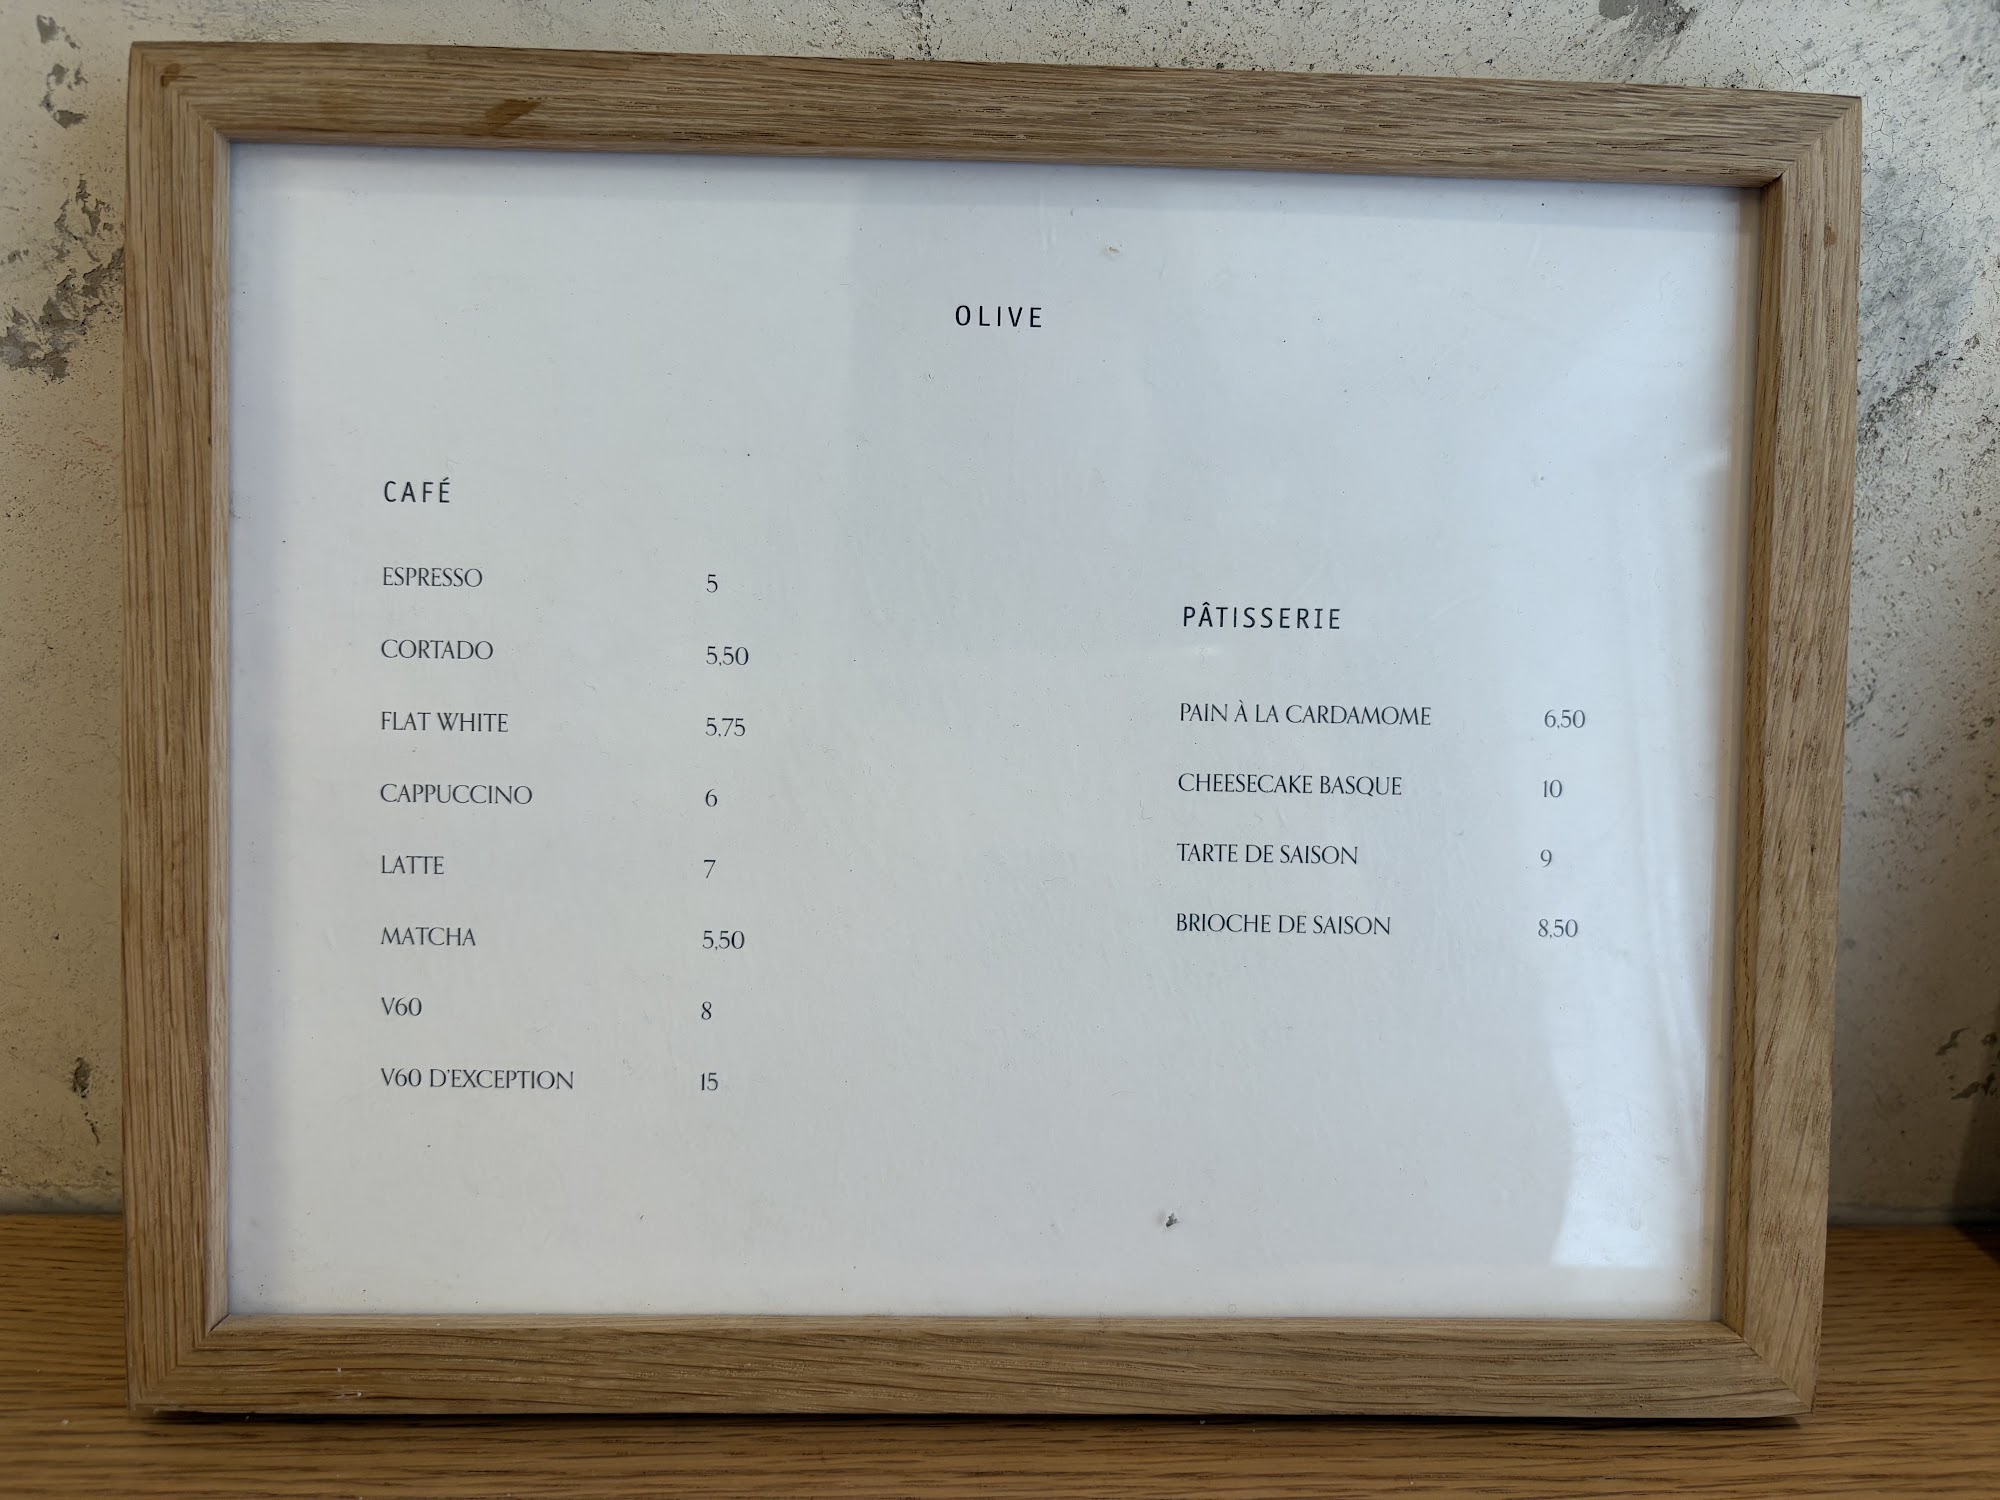 OLIVE
CAFÉ
ESPRESSO 5
CORTADO 5,50
FLAT WHITE 5,75
CAPPUCCINO 6
LATTE 7
MATCHA 5,50
V60 8
V60 D'EXCEPTION 15
PÂTISSERIE
PAIN À LA CARDAMOME 6,50
CHEESECAKE BASQUE 10
TARTE DE SAISON 9
BRIOCHE DE SAISON 8,50